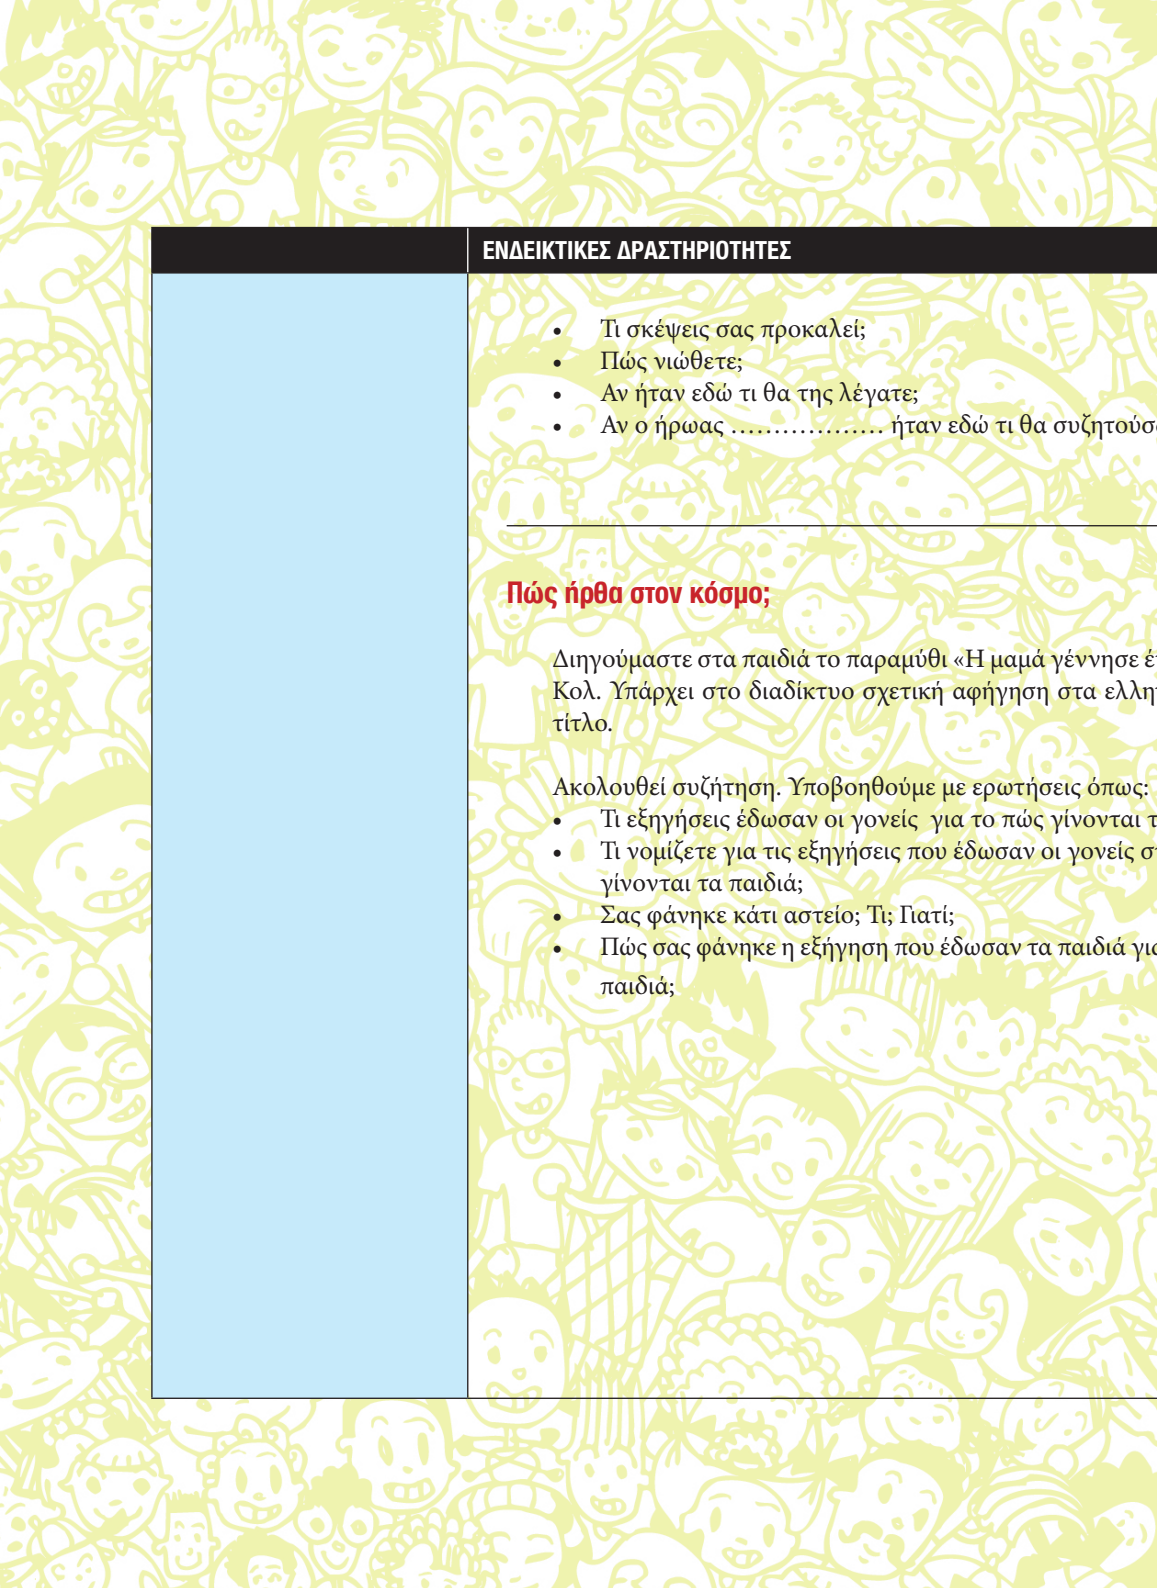 ΕΝΔΕΙΚΤΙΚΕΣ ΔΡΑΣΤΗΡΙΟΤΗΤΕΣ
• Τι σκέψεις σας προκαλεί;
• Πώς νιώθετε;
• Αν ήταν εδώ τι θα της λέγατε;
• Αν ο ήρωας ……………… ήταν εδώ τι θα
Πώς ήρθα στον κόσμο;
Διηγούμαστε στα παιδιά το παραμύθι «Η μαμά γέννησε
Κολ. Υπάρχει στο διαδίκτυο σχετική αφήγηση στα
τίτλο.
Ακολουθεί συζήτηση. Υποβοηθούμε με ερωτήσεις όπως:
• Τι εξηγήσεις έδωσαν οι γονείς για το πώς γίνονται
• Τι νομίζετε για τις εξηγήσεις που έδωσαν οι γονείς
γίνονται τα παιδιά;
• Σας φάνηκε κάτι αστείο; Τι; Γιατί;
• Πώς σας φάνηκε η εξήγηση που έδωσαν τα παιδιά
παιδιά;